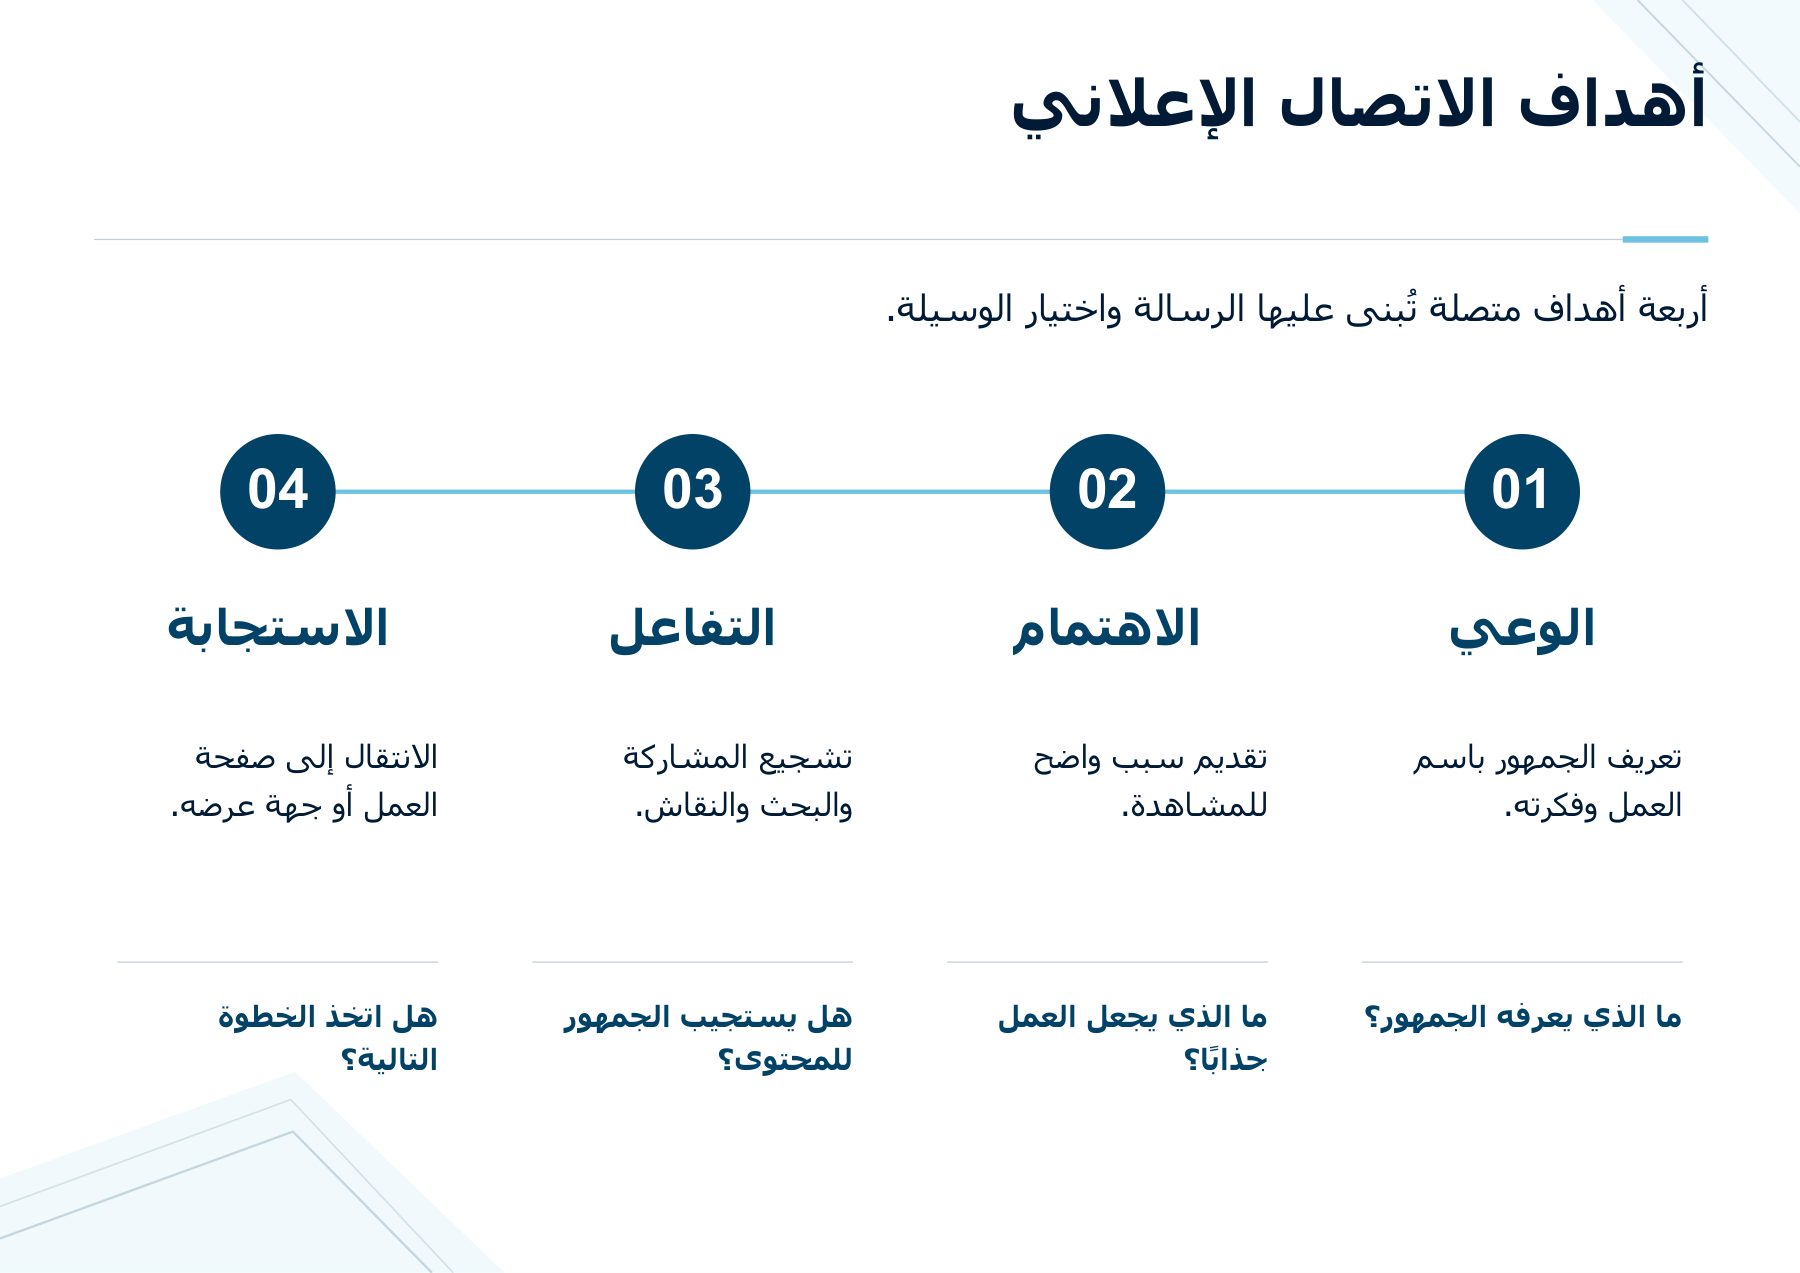 أهداف الاتصال الإعلاني
أربعة أهداف متصلة تُبنى عليها الرسالة واختيار الوسيلة.
01
الوعي
تعريف الجمهور باسم
العمل وفكرته.
ما الذي يعرفه الجمهور؟
02
الاهتمام
تقديم سبب واضح
للمشاهدة.
ما الذي يجعل العمل
جذابًا؟
03
التفاعل
تشجيع المشاركة
والبحث والنقاش.
هل يستجيب الجمهور
للمحتوى؟
04
الاستجابة
الانتقال إلى صفحة
العمل أو جهة عرضه.
هل اتخذ الخطوة
التالية؟